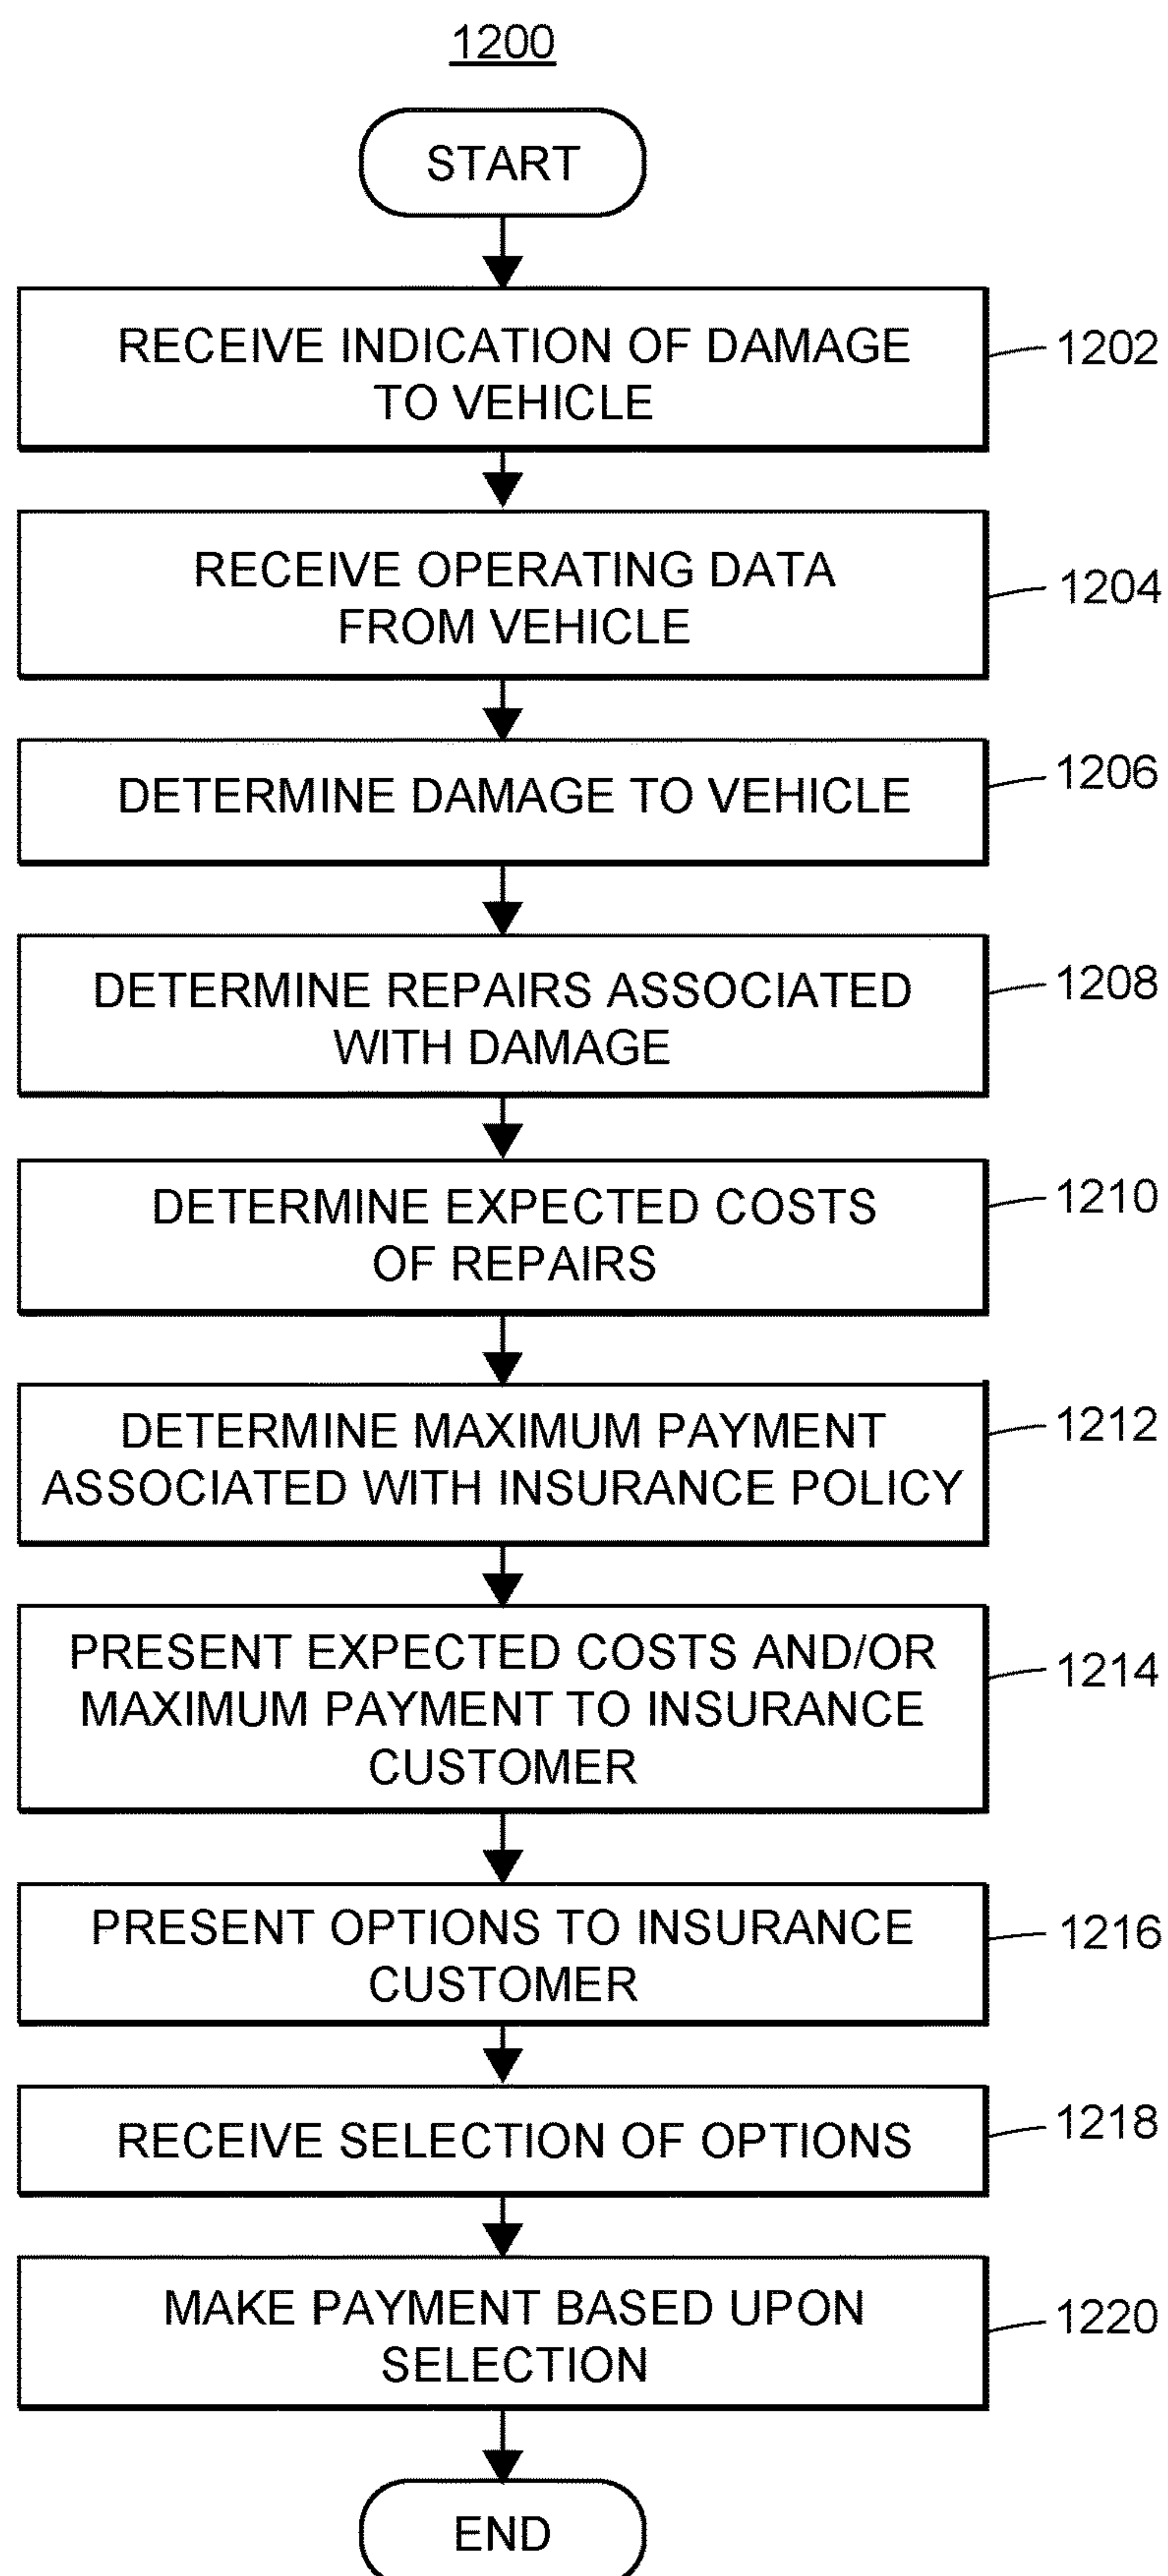 1200
START
RECEIVE INDICATION OF DAMAGE
TO VEHICLE
1202
RECEIVE OPERATING DATA
FROM VEHICLE
1204
DETERMINE DAMAGE TO VEHICLE
1206
DETERMINE REPAIRS ASSOCIATED
WITH DAMAGE
1208
DETERMINE EXPECTED COSTS
OF REPAIRS
1210
DETERMINE MAXIMUM PAYMENT
ASSOCIATED WITH INSURANCE POLICY
1212
PRESENT EXPECTED COSTS AND/OR
MAXIMUM PAYMENT TO INSURANCE
CUSTOMER
1214
PRESENT OPTIONS TO INSURANCE
CUSTOMER
1216
RECEIVE SELECTION OF OPTIONS
1218
MAKE PAYMENT BASED UPON
SELECTION
1220
END